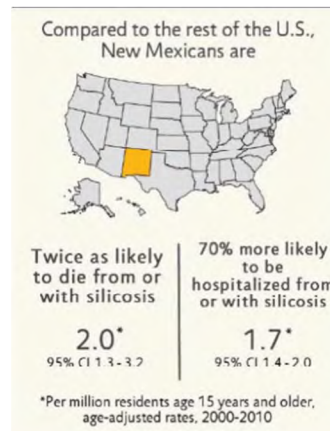 Compared to the rest of the U.S.,
New Mexicans are
Twice as likely
to die from or
with silicosis
2.0*
95% CI 1.3-3.2
70% more likely
to be
hospitalized from
or with silicosis
1.7*
95% CI 1.4-2.0
*Per million residents age 15 years and older,
age-adjusted rates, 2000-2010